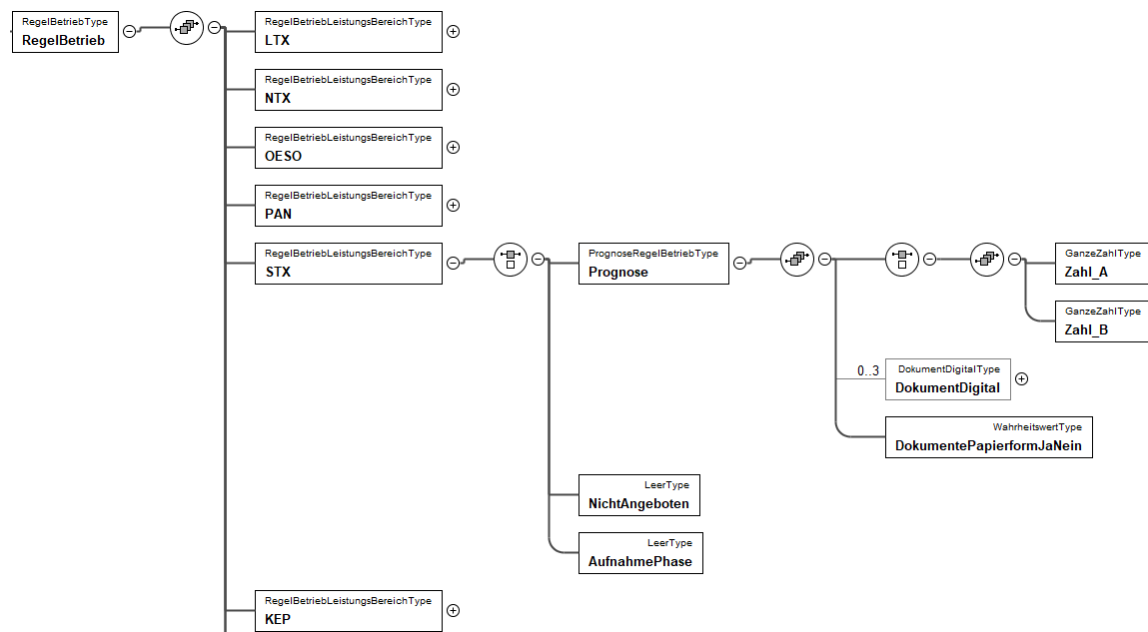 RegelBetriebType
RegelBetrieb
RegelBetriebLeistungsBereichType
LTX
RegelBetriebLeistungsBereichType
NTX
RegelBetriebLeistungsBereichType
OESO
RegelBetriebLeistungsBereichType
PAN
RegelBetriebLeistungsBereichType
STX
PrognoseRegelBetriebType
Prognose
GanzeZahlType
Zahl_A
GanzeZahlType
Zahl_B
0..3
DokumentDigitalType
DokumentDigital
WahrheitswertType
DokumentePapierformJaNein
LeerType
NichtAngeboten
LeerType
AufnahmePhase
RegelBetriebLeistungsBereichType
KEP